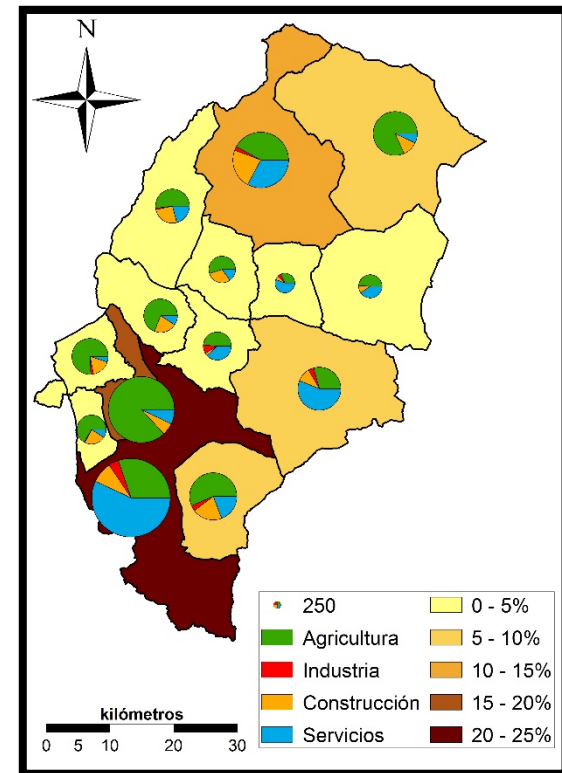 N
250
Agricultura
Industria
Construcción
Servicios
0 - 5%
5 - 10%
10 - 15%
15 - 20%
20 - 25%
kilómetros
0 5 10 20 30